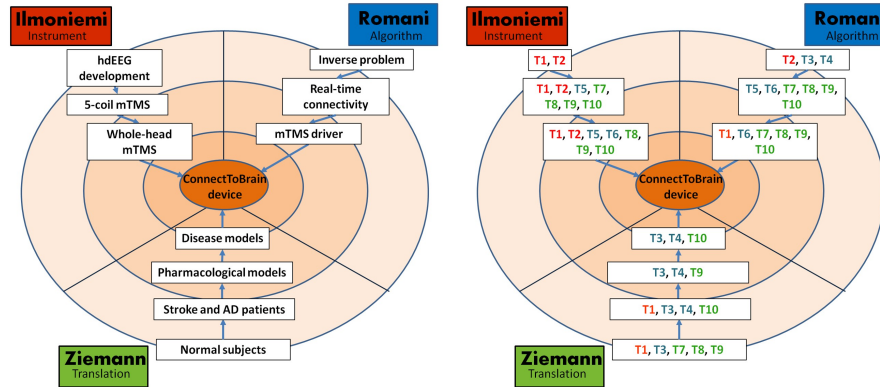 Ilmoniemi
Instrument
Romani
Algorithm
hdEEG
development
Inverse problem
5-coil mTMS
Real-time
connectivity
Whole-head
mTMS
mTMS driver
ConnectToBrain
device
Disease models
Pharmacological models
Stroke and AD patients
Normal subjects
Ziemann
Translation
Ilmoniemi
Instrument
Romani
Algorithm
T1, T2
T2, T3, T4
T1, T2, T5, T7,
T8, T9, T10
T5, T6, T7, T8, T9,
T10
T1, T2, T5, T6, T8,
T9, T10
T1, T6, T7, T8, T9,
T10
ConnectToBrain
device
T3, T4, T10
T3, T4, T9
T1, T3, T4, T10
T1, T3, T7, T8, T9
Ziemann
Translation